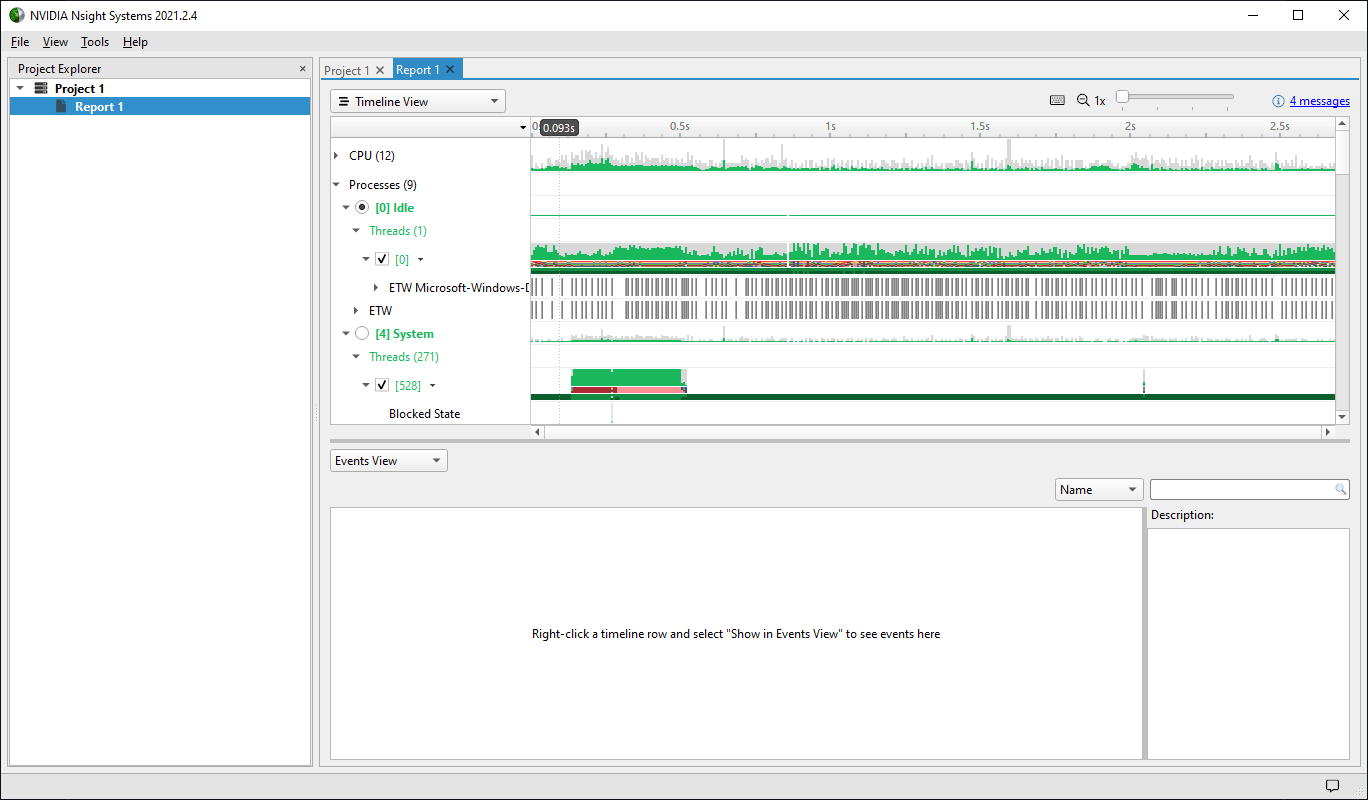 NVIDIA Nsight Systems 2021.2.4
File View Tools Help
Project Explorer
Project 1
Report 1
Project 1
Report 1
Timeline View
1x
4 messages
0.093s
0.5s
1s
1.5s
2s
2.5s
CPU (12)
Processes (9)
[0] Idle
Threads (1)
[0]
ETW Microsoft-Windows-D
ETW
[4] System
Threads (271)
[528]
Blocked State
Events View
Name
Description:
Right-click a timeline row and select "Show in Events View" to see events here